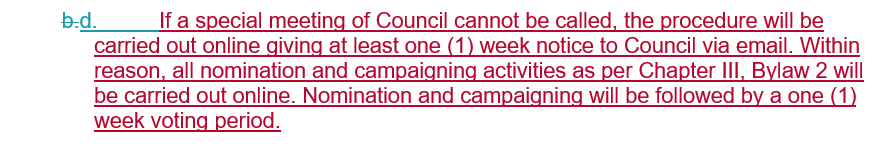 b.d. If a special meeting of Council cannot be called, the procedure will be
carried out online giving at least one (1) week notice to Council via email. Within
reason, all nomination and campaigning activities as per Chapter III, Bylaw 2 will
be carried out online. Nomination and campaigning will be followed by a one (1)
week voting period.